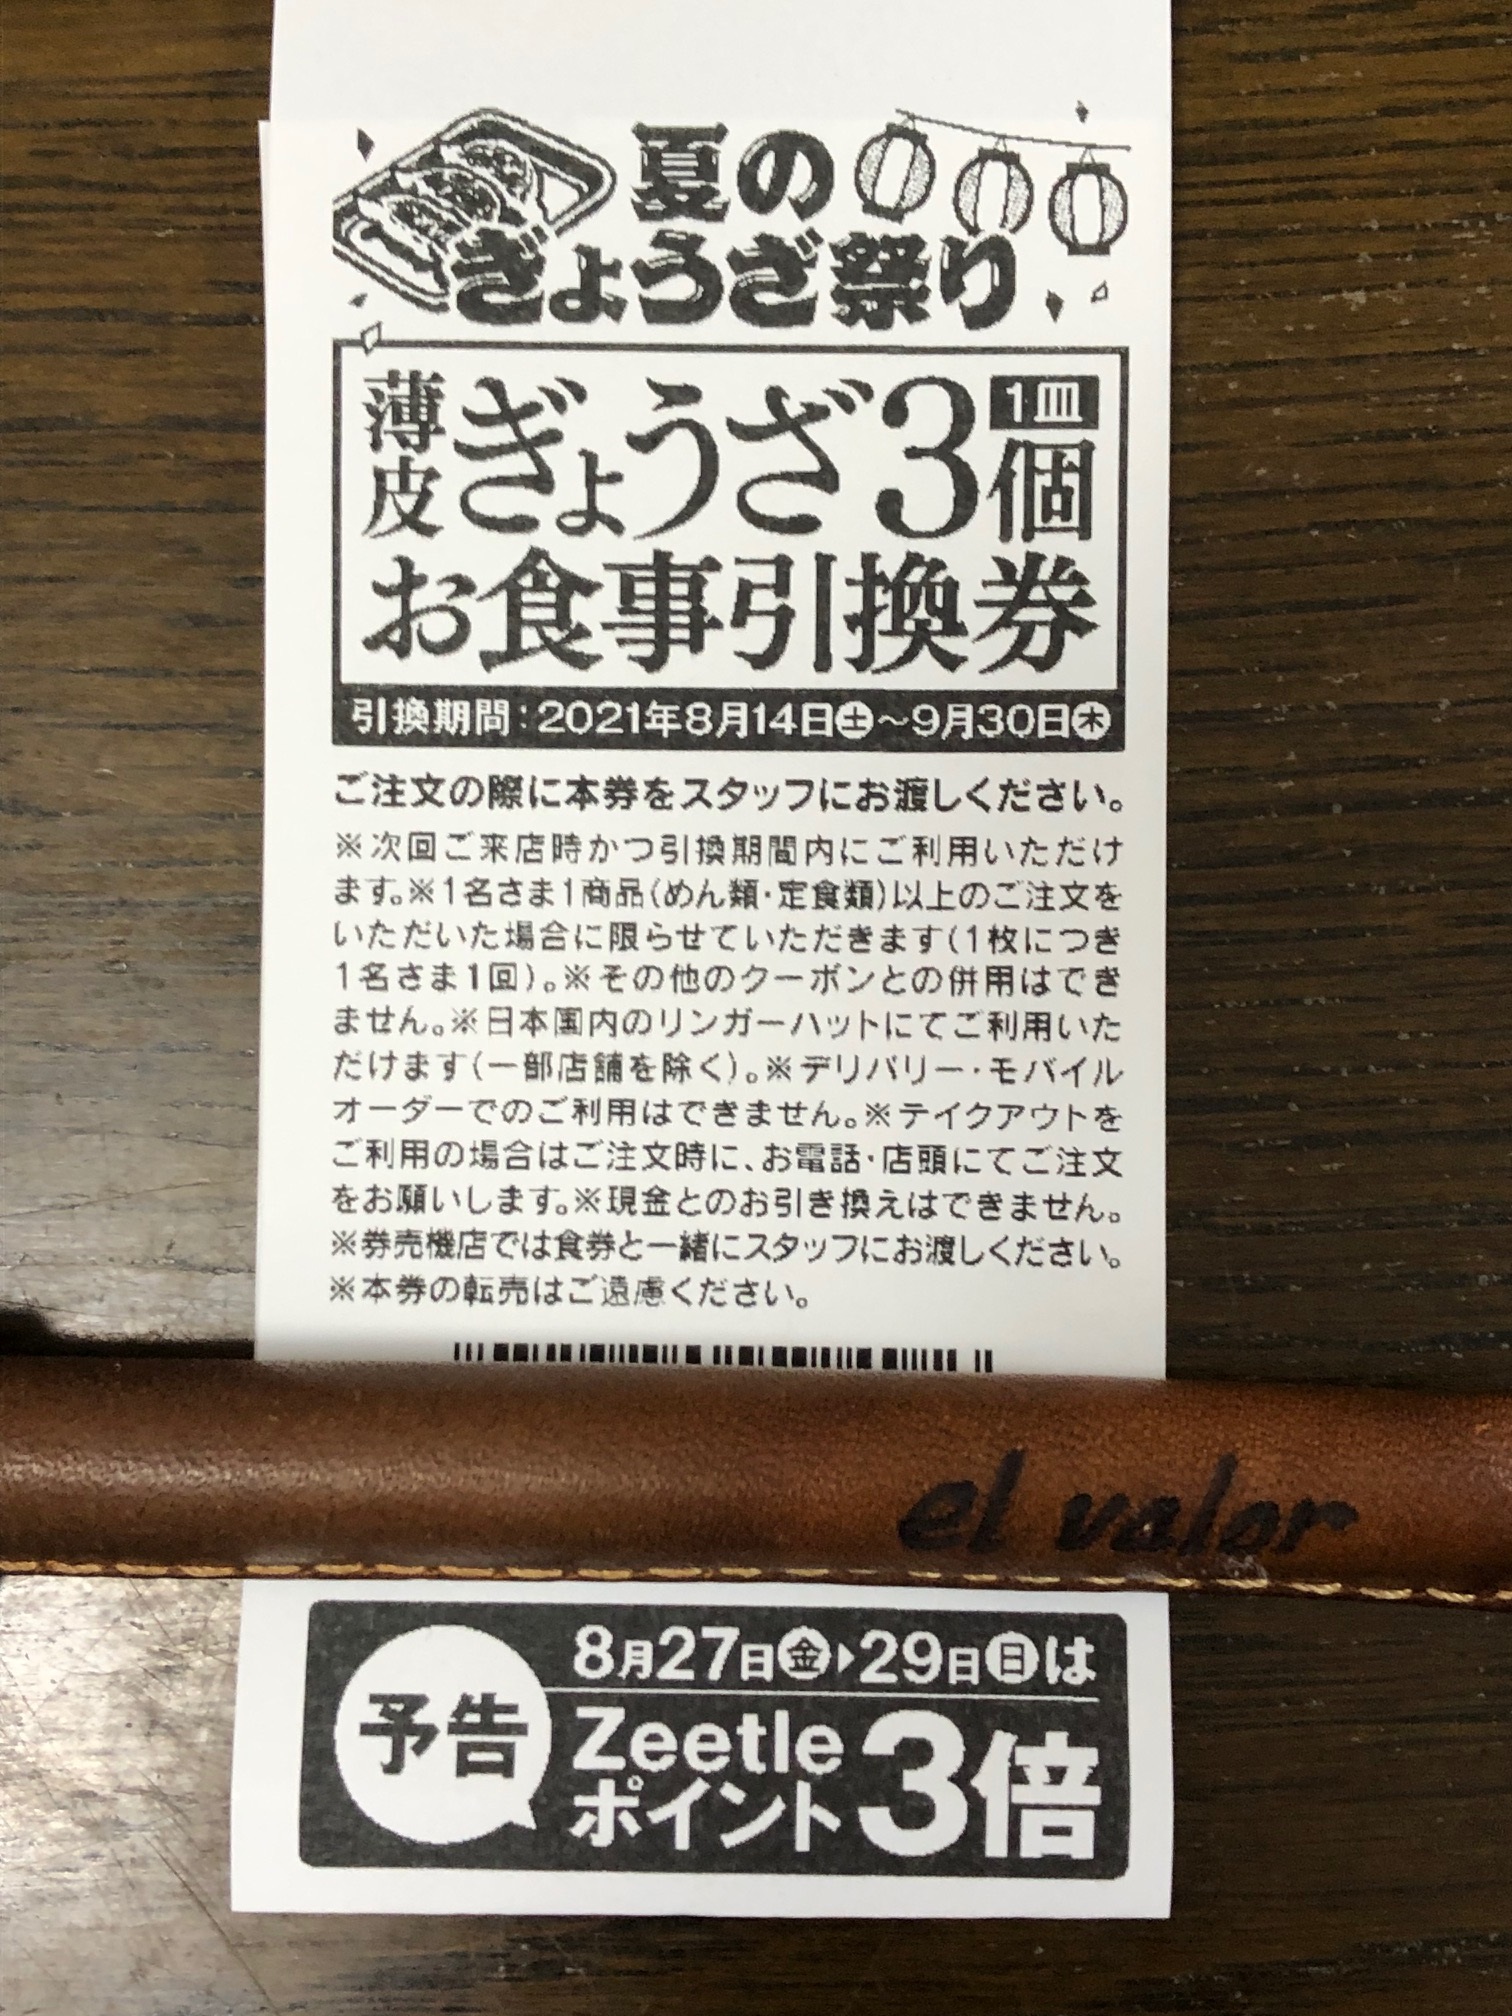 夏の
ぎょうざ祭り
薄皮ぎょうざ3個
1皿
お食事引換券
引換期間：2021年8月14日㊏～9月30日㊍
ご注文の際に本券をスタッフにお渡しください。
※次回ご来店時かつ引換期間内にご利用いただけ
ます。※1名さま1商品(めん類・定食類)以上のご注文を
いただいた場合に限らせていただきます(1枚につき
1名さま1回)。※その他のクーポンとの併用はでき
ません。※日本国内のリンガーハットにてご利用いた
だけます(一部店舗を除く)。※デリバリー・モバイル
オーダーでのご利用はできません。※テイクアウトを
ご利用の場合はご注文時に、お電話・店頭にてご注文
をお願いします。※現金とのお引き換えはできません。
※券売機店では食券と一緒にスタッフにお渡しください。
※本券の転売はご遠慮ください。
el valor
予告
8月27日㊎▶29日㊐は
Zeetle
ポイント
3倍